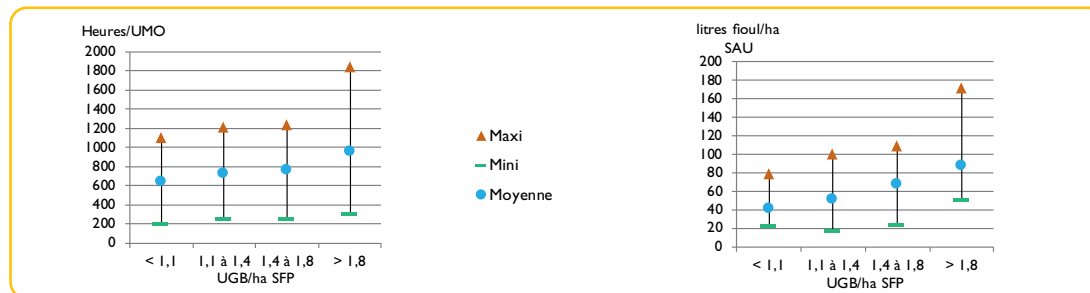 Heures/UMO
2000
1800
1600
1400
1200
1000
800
600
400
200
0
< 1,1
1,1 à 1,4
1,4 à 1,8
> 1,8
UGB/ha SFP
Maxi
Mini
Moyenne
litres fioul/ha
SAU
200
180
160
140
120
100
80
60
40
20
0
< 1,1
1,1 à 1,4
1,4 à 1,8
> 1,8
UGB/ha SFP